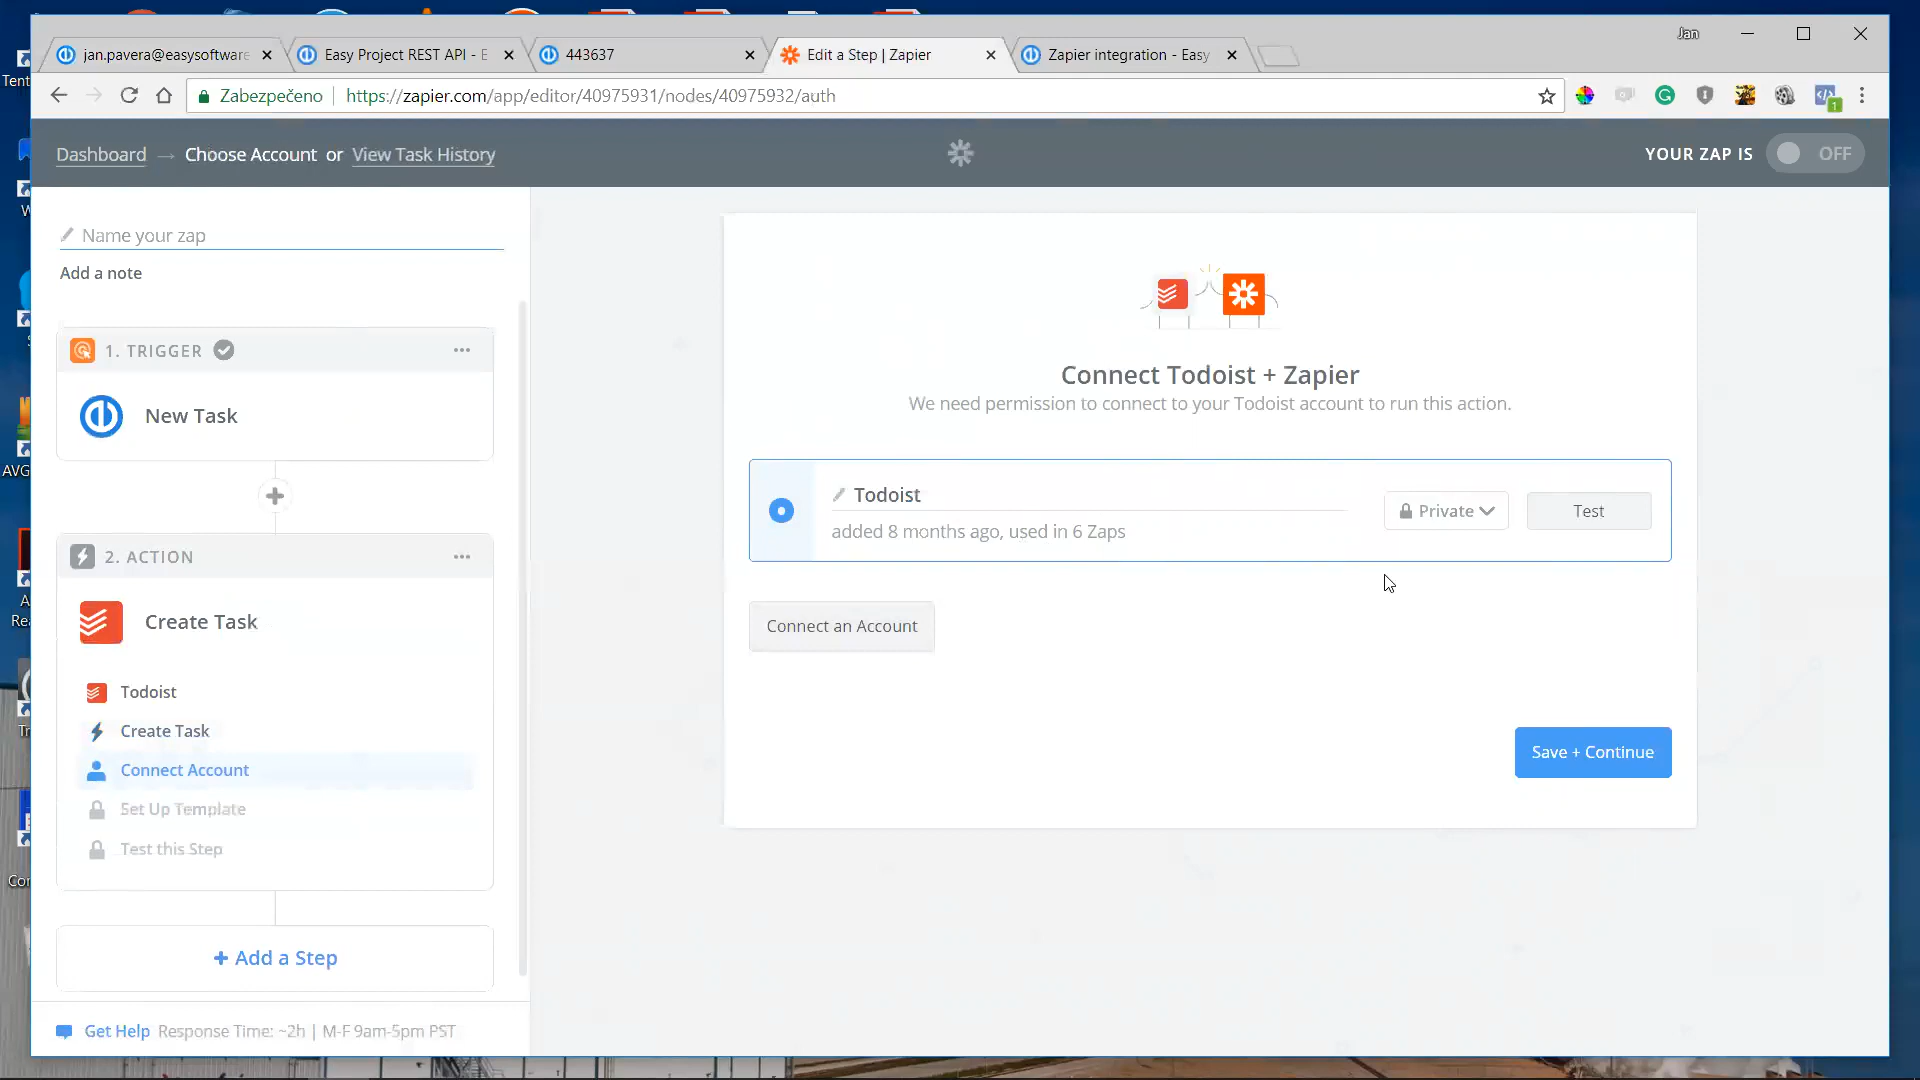 Jan
jan.pavera@easysoftware
Easy Project REST API - E
443637
Edit a Step | Zapier
Zapier integration - Easy
Zabezpečeno
https://zapier.com/app/editor/40975931/nodes/40975932/auth
1
Dashboard → Choose Account or View Task History
YOUR ZAP IS OFF
Name your zap
Add a note
1. TRIGGER
New Task
2. ACTION
Create Task
Todoist
Create Task
Connect Account
Set Up Template
Test this Step
+ Add a Step
Get Help Response Time: ~2h | M-F 9am-5pm PST
Connect Todoist + Zapier
We need permission to connect to your Todoist account to run this action.
Todoist
added 8 months ago, used in 6 Zaps
Private
Test
Connect an Account
Save + Continue
Tent
AVG
Rea
Cor